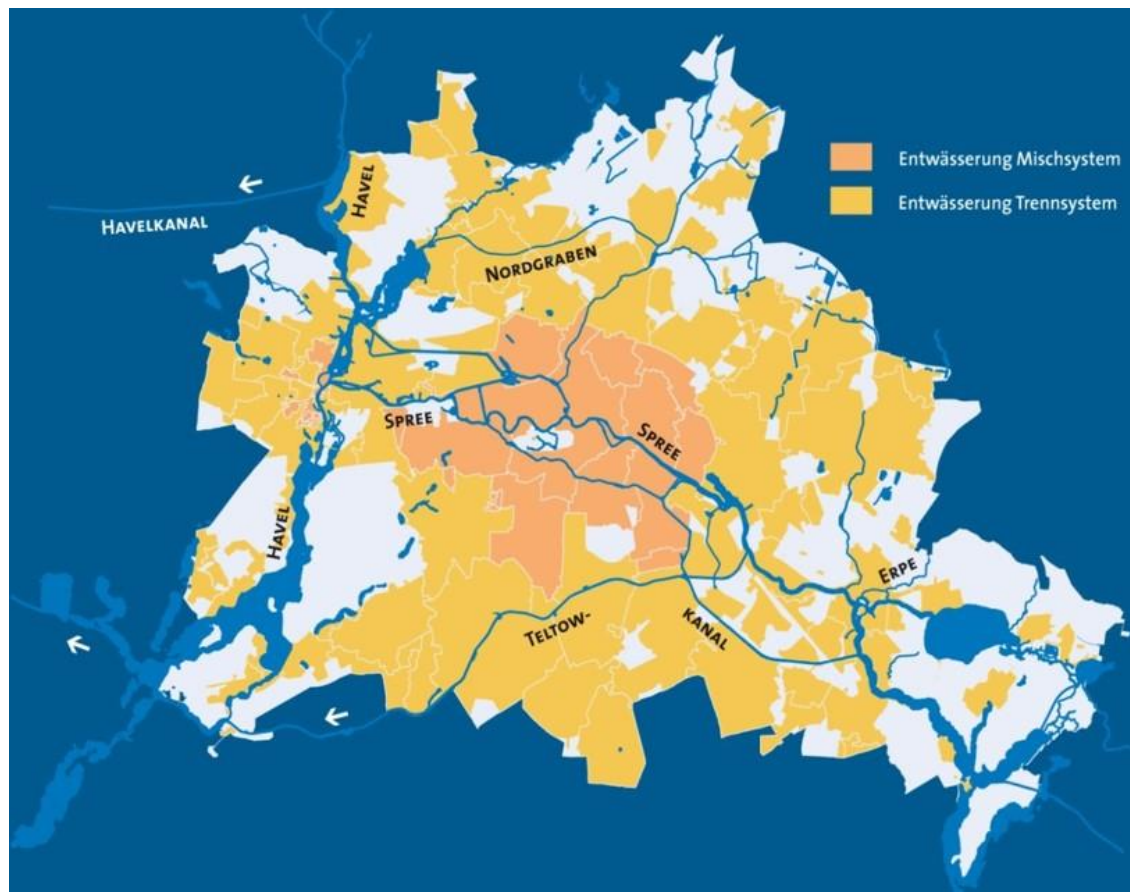 Entwässerung Mischsystem
Entwässerung Trennsystem
HAVEL
HAVELKANAL
NORDGRABEN
SPREE
SPREE
HAVEL
ERPE
TELTOW-
KANAL